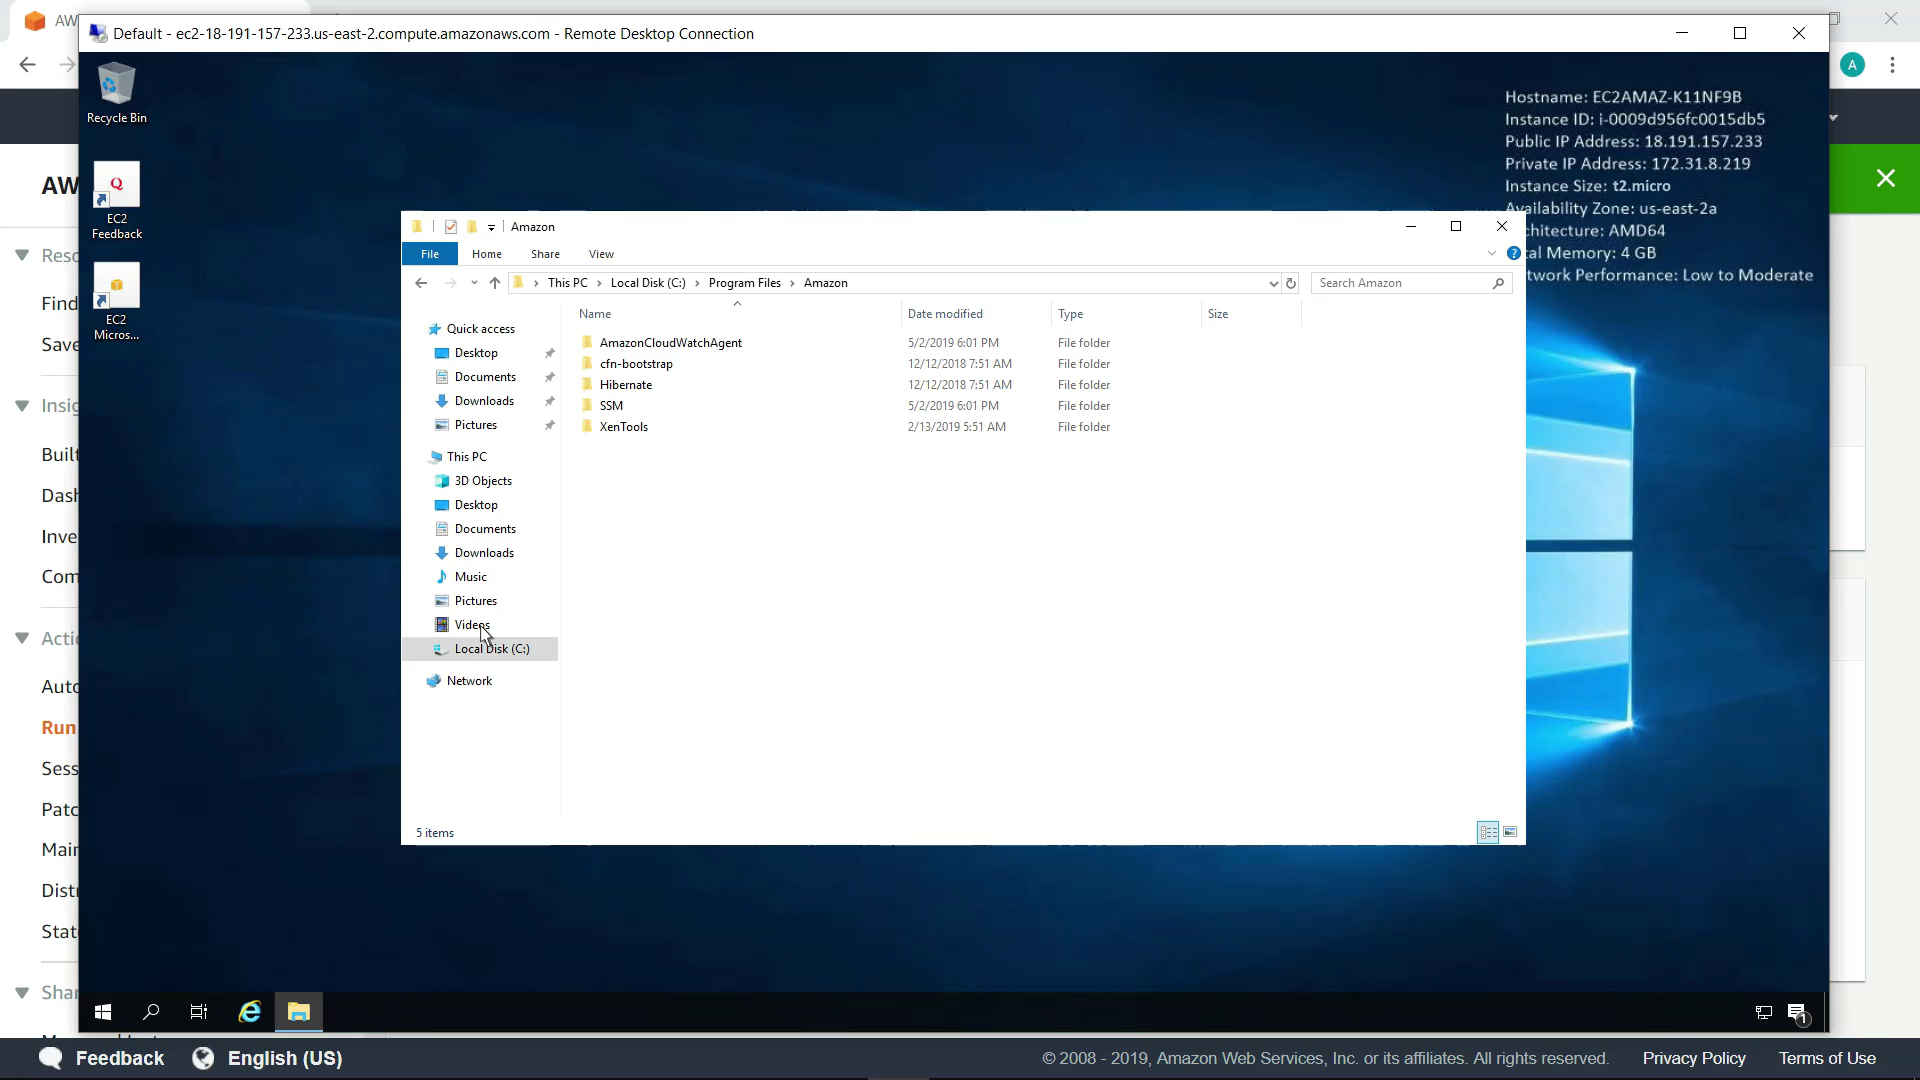 AW
Default - ec2-18-191-157-233.us-east-2.compute.amazonaws.com - Remote Desktop Connection
A
Recycle Bin
EC2
Feedback
EC2
Micros...
Hostname: EC2AMAZ-K11NF9B
Instance ID: i-0009d956fc0015db5
Public IP Address: 18.191.157.233
Private IP Address: 172.31.8.219
Instance Size: t2.micro
Availability Zone: us-east-2a
chitecture: AMD64
tal Memory: 4 GB
twork Performance: Low to Moderate
AW
Reso
Find
Save
Insig
Built
Dash
Inve
Com
Actio
Auto
Run
Sess
Patc
Main
Distr
State
Shar
Amazon
File Home Share View
This PC Local Disk (C:) Program Files Amazon
Search Amazon
Name Date modified Type Size
AmazonCloudWatchAgent 5/2/2019 6:01 PM File folder
cfn-bootstrap 12/12/2018 7:51 AM File folder
Hibernate 12/12/2018 7:51 AM File folder
SSM 5/2/2019 6:01 PM File folder
XenTools 2/13/2019 5:51 AM File folder
Quick access
Desktop
Documents
Downloads
Pictures
This PC
3D Objects
Desktop
Documents
Downloads
Music
Pictures
Videos
Local Disk (C:)
Network
5 items
1
Feedback English (US) © 2008 - 2019, Amazon Web Services, Inc. or its affiliates. All rights reserved. Privacy Policy Terms of Use